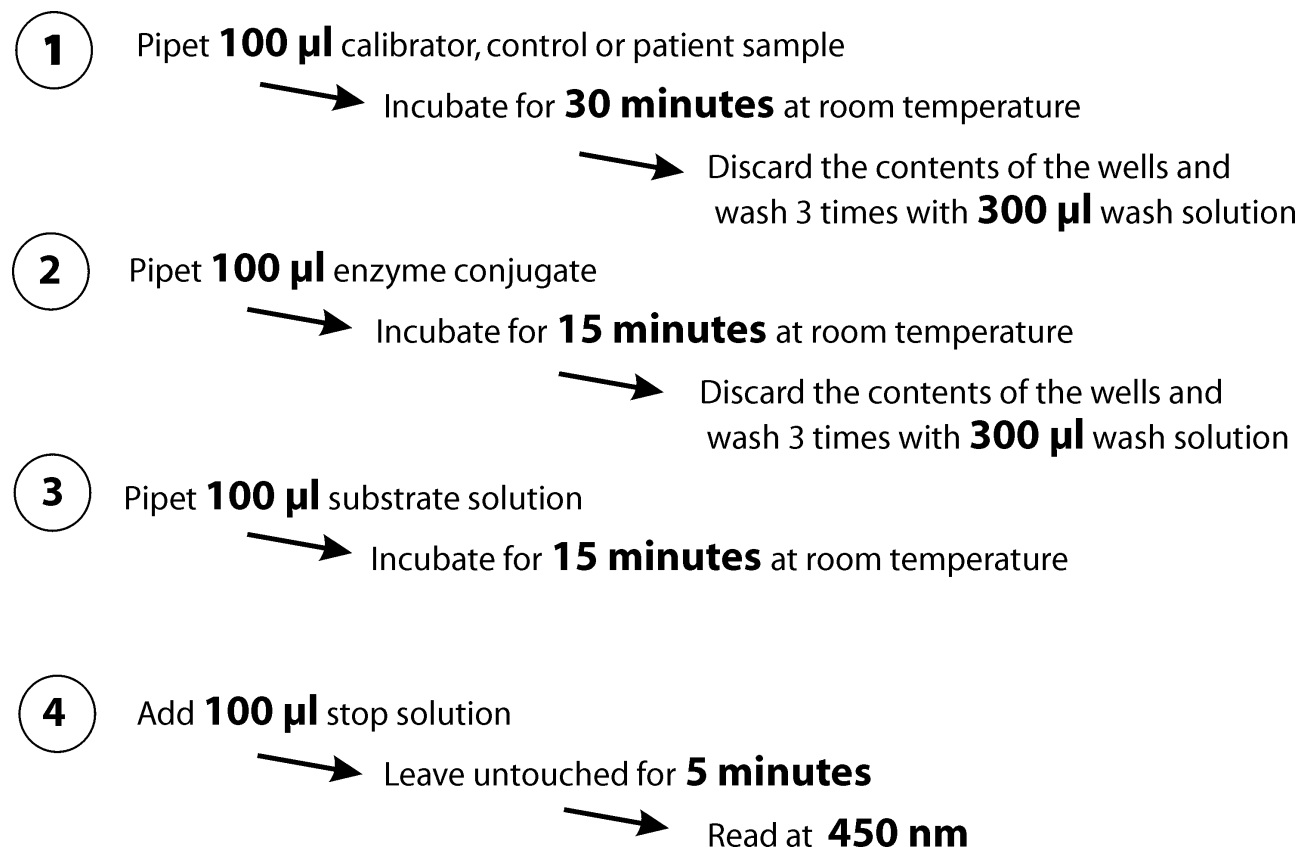 1 Pipet 100 µl calibrator, control or patient sample
Incubate for 30 minutes at room temperature
Discard the contents of the wells and
wash 3 times with 300 µl wash solution
2 Pipet 100 µl enzyme conjugate
Incubate for 15 minutes at room temperature
Discard the contents of the wells and
wash 3 times with 300 µl wash solution
3 Pipet 100 µl substrate solution
Incubate for 15 minutes at room temperature
4 Add 100 µl stop solution
Leave untouched for 5 minutes
Read at 450 nm